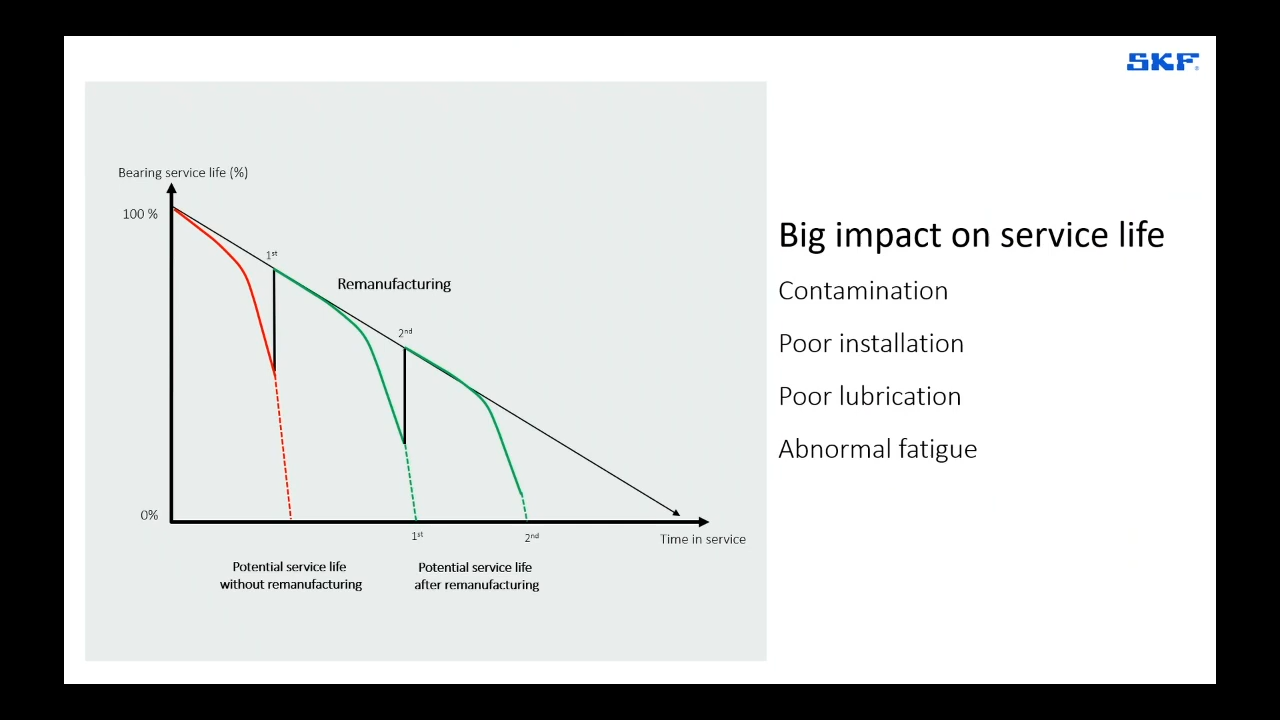 SKF
Bearing service life (%)
100 %
1st
Remanufacturing
2nd
0%
1st
2nd
Time in service
Potential service life
without remanufacturing
Potential service life
after remanufacturing
Big impact on service life
Contamination
Poor installation
Poor lubrication
Abnormal fatigue